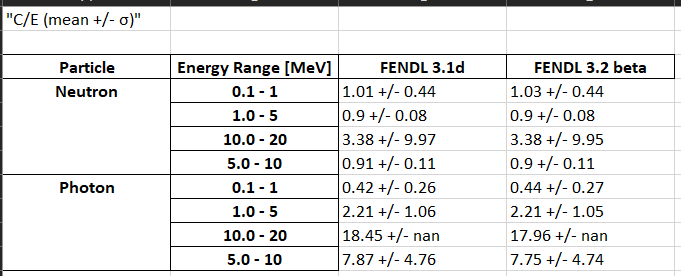 "C/E (mean +/- σ)"
Particle Energy Range [MeV] FENDL 3.1d FENDL 3.2 beta
Neutron 0.1 - 1 1.01 +/- 0.44 1.03 +/- 0.44
1.0 - 5 0.9 +/- 0.08 0.9 +/- 0.08
10.0 - 20 3.38 +/- 9.97 3.38 +/- 9.95
5.0 - 10 0.91 +/- 0.11 0.9 +/- 0.11
Photon 0.1 - 1 0.42 +/- 0.26 0.44 +/- 0.27
1.0 - 5 2.21 +/- 1.06 2.21 +/- 1.05
10.0 - 20 18.45 +/- nan 17.96 +/- nan
5.0 - 10 7.87 +/- 4.76 7.75 +/- 4.74